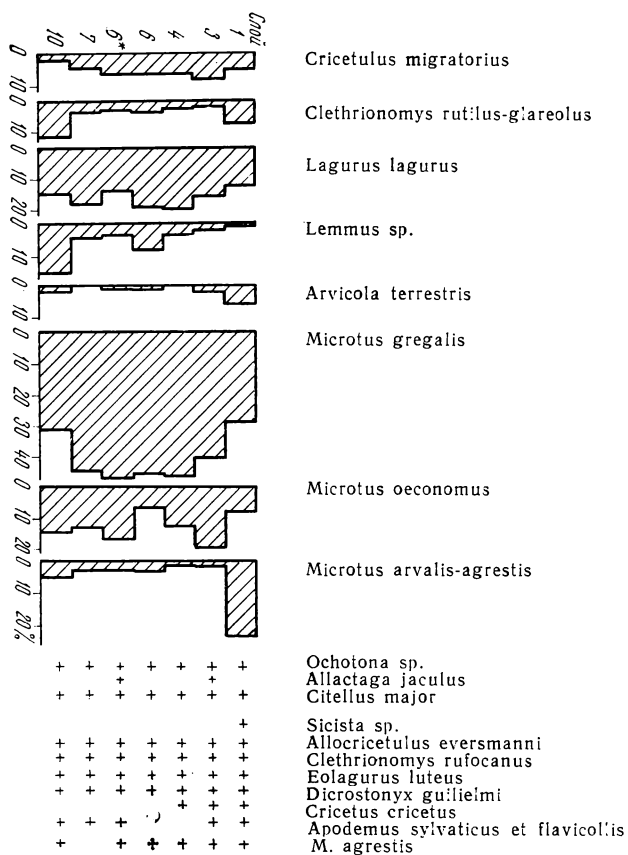 10 7 6* 6 4 3 1 Слой
0 10
Cricetulus migratorius
0 10
Clethrionomys rutilus-glareolus
0 10 20
Lagurus lagurus
0 10
Lemmus sp.
0 10
Arvicola terrestris
0 10 20 30 40
Microtus gregalis
0 10 20
Microtus oeconomus
0 10 20%
Microtus arvalis-agrestis
+ + + + + + + Ochotona sp.
+ + Allactaga jaculus
+ + + + + + + Citellus major
+ Sicista sp.
+ + + + + + + Allocricetulus eversmanni
+ + + + + + + Clethrionomys rufocanus
+ + + + + + + Eolagurus luteus
+ + + + + + + Dicrostonyx guilielmi
+ + + Cricetus cricetus
+ + + + + Apodemus sylvaticus et flavicollis
+ + + + + + M. agrestis